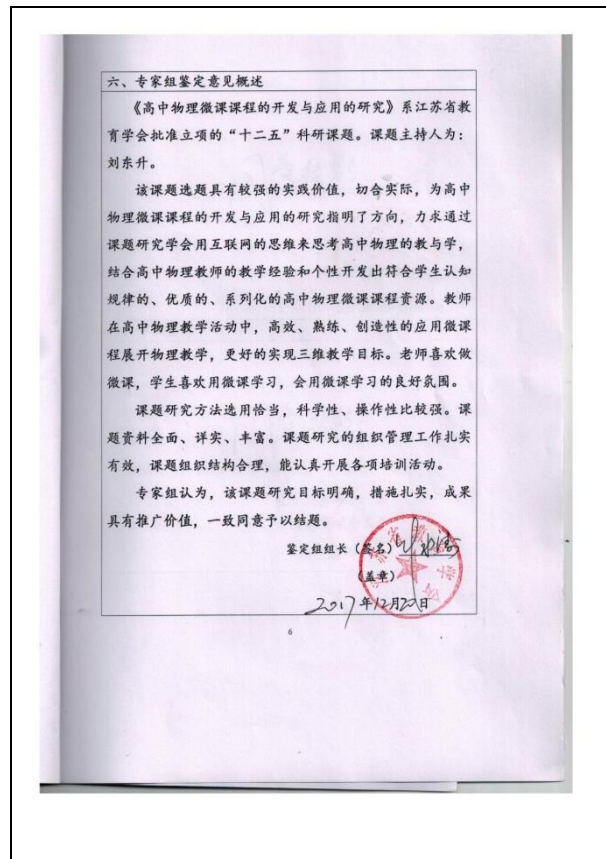 六、专家组鉴定意见概述
《高中物理微课课程的开发与应用的研究》系江苏省教
育学会批准立项的“十二五”科研课题。课题主持人为：
刘东升。
该课题选题具有较强的实践价值，切合实际，为高中
物理微课课程的开发与应用的研究指明了方向，力求通过
课题研究学会用互联网的思维来思考高中物理的教与学，
结合高中物理教师的教学经验和个性开发出符合学生认知
规律的、优质的、系列化的高中物理微课课程资源。教师
在高中物理教学活动中，高效、熟练、创造性的应用微课
程展开物理教学，更好的实现三维教学目标。老师喜欢做
微课，学生喜欢用微课学习，会用微课学习的良好氛围。
课题研究方法选用恰当，科学性、操作性比较强。课
题资料全面、详实、丰富。课题研究的组织管理工作扎实
有效，课题组织结构合理，能认真开展各项培训活动。
专家组认为，该课题研究目标明确，措施扎实，成果
具有推广价值，一致同意予以结题。
鉴定组组长（签名）
（盖章）
2017年12月20日
6